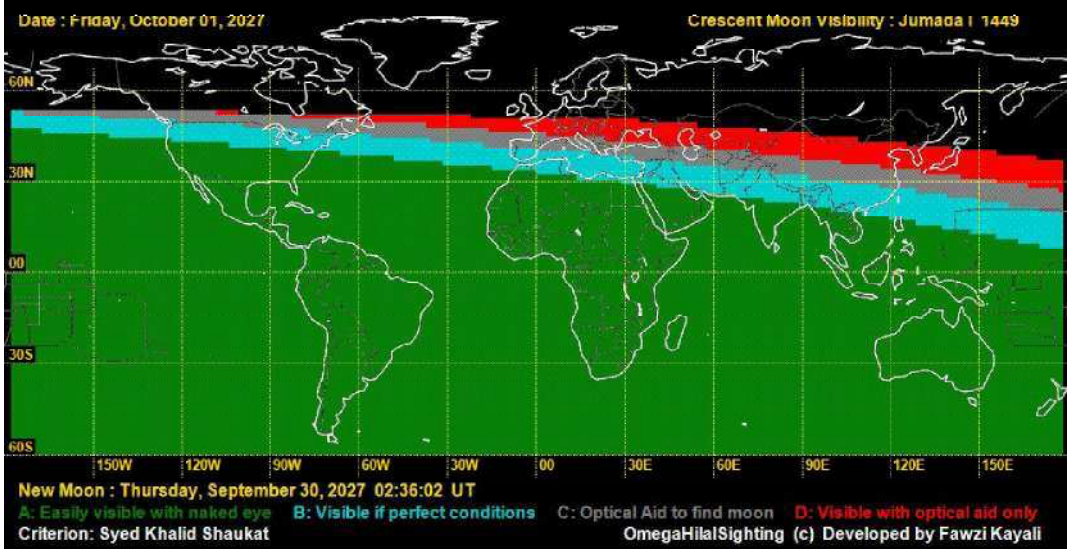 Date : Friday, October 01, 2027 Crescent Moon Visibility : Jumada I 1449
60N
30N
00
30S
60S
150W 120W 90W 60W 30W 00 30E 60E 90E 120E 150E
New Moon : Thursday, September 30, 2027 02:36:02 UT
A: Easily visible with naked eye B: Visible if perfect conditions C: Optical Aid to find moon D: Visible with optical aid only
Criterion: Syed Khalid Shaukat OmegaHilalSighting (c) Developed by Fawzi Kayali